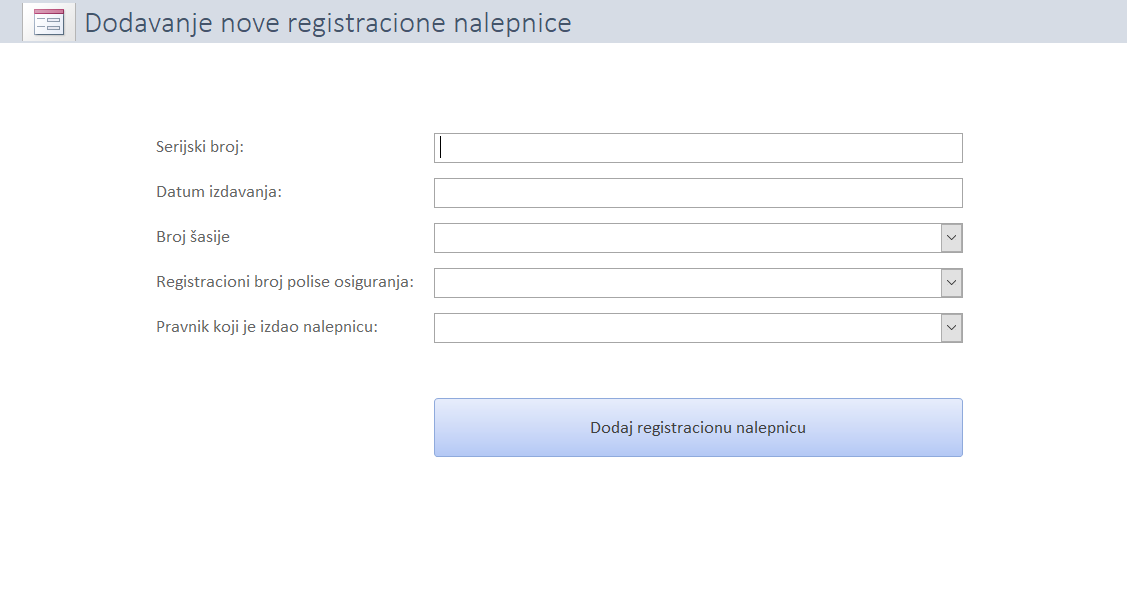 Dodavanje nove registracione nalepnice
Serijski broj:
Datum izdavanja:
Broj šasije
Registracioni broj polise osiguranja:
Pravnik koji je izdao nalepnicu:
Dodaj registracionu nalepnicu